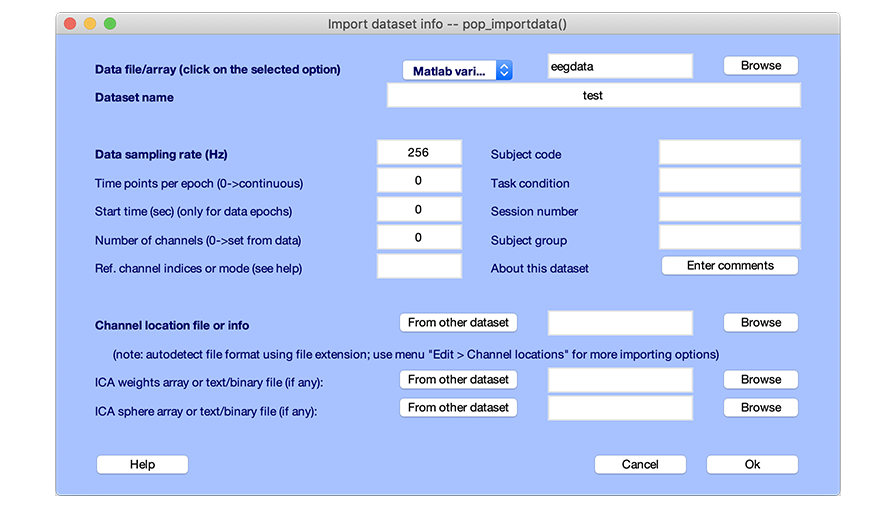 Import dataset info -- pop_importdata()
Data file/array (click on the selected option) Matlab vari... eegdata Browse
Dataset name test
Data sampling rate (Hz) 256 Subject code
Time points per epoch (0->continuous) 0 Task condition
Start time (sec) (only for data epochs) 0 Session number
Number of channels (0->set from data) 0 Subject group
Ref. channel indices or mode (see help) About this dataset Enter comments
Channel location file or info From other dataset Browse
(note: autodetect file format using file extension; use menu "Edit > Channel locations" for more importing options)
ICA weights array or text/binary file (if any): From other dataset Browse
ICA sphere array or text/binary file (if any): From other dataset Browse
Help Cancel Ok